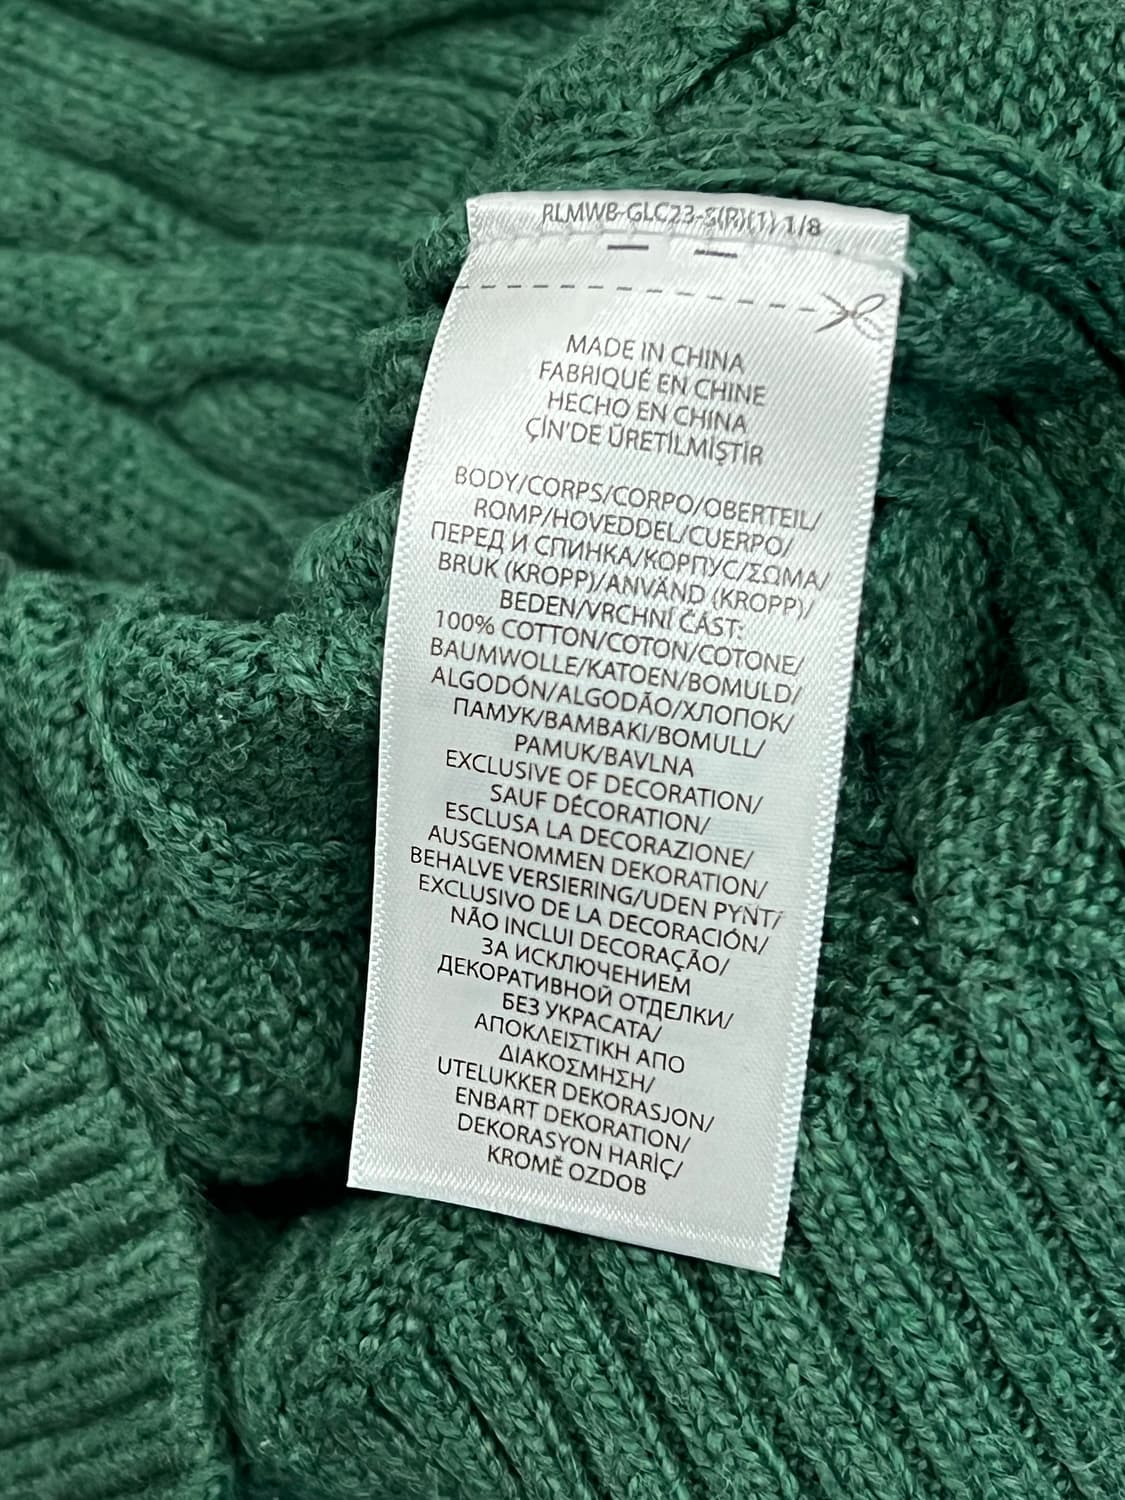 RLMWB-GLC23-S(R)(1) 1/8
MADE IN CHINA
FABRIQUÉ EN CHINE
HECHO EN CHINA
ÇİN'DE ÜRETİLMİŞTİR
BODY/CORPS/CORPO/OBERTEIL/
ROMP/HOVEDDEL/CUERPO/
ПЕРЕД И СПИНКА/КОРПУС/ΣΩΜΑ/
BRUK (KROPP)/ANVÄND (KROPP)/
BEDEN/VRCHNÍ ČÁST:
100% COTTON/COTON/COTONE/
BAUMWOLLE/KATOEN/BOMULD/
ALGODÓN/ALGODÃO/ХЛОПОК/
ПАМУК/ΒΑΜΒΑΚΙ/BOMULL/
PAMUK/BAVLNA
EXCLUSIVE OF DECORATION/
SAUF DÉCORATION/
ESCLUSA LA DECORAZIONE/
AUSGENOMMEN DEKORATION/
BEHALVE VERSIERING/UDEN PYNT/
EXCLUSIVO DE LA DECORACIÓN/
NÃO INCLUI DECORAÇÃO/
ЗА ИСКЛЮЧЕНИЕМ
ДЕКОРАТИВНОЙ ОТДЕЛКИ/
БЕЗ УКРАСАТА/
ΑΠΟΚΛΕΙΣΤΙΚΗ ΑΠΟ
ΔΙΑΚΟΣΜΗΣΗ/
UTELUKKER DEKORASJON/
ENBART DEKORATION/
DEKORASYON HARİÇ/
KROMĚ OZDOB